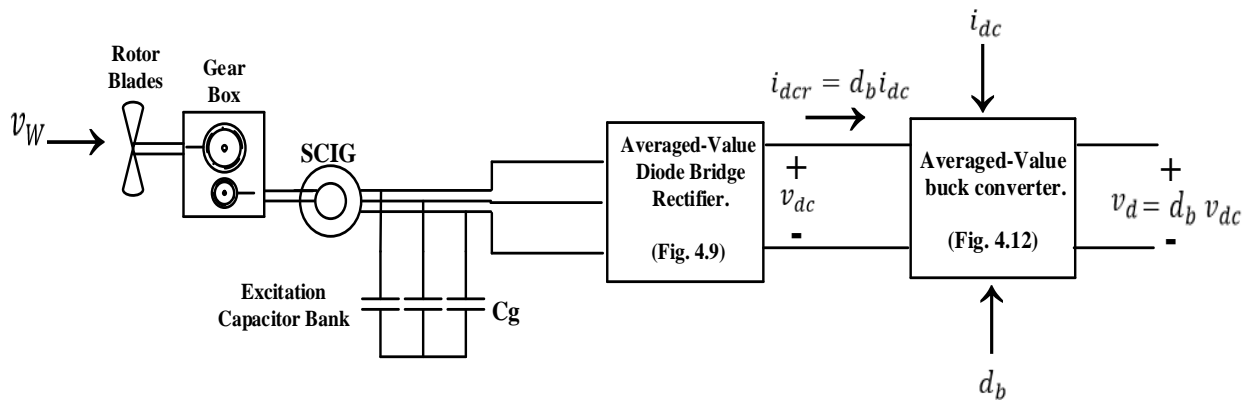 Rotor
Blades
Gear
Box
v_W
SCIG
Excitation
Capacitor Bank
Cg
Averaged-Value
Diode Bridge
Rectifier.
(Fig. 4.9)
i_dcr = d_b i_dc
+
v_dc
-
i_dc
Averaged-Value
buck converter.
(Fig. 4.12)
d_b
+
v_d = d_b v_dc
-